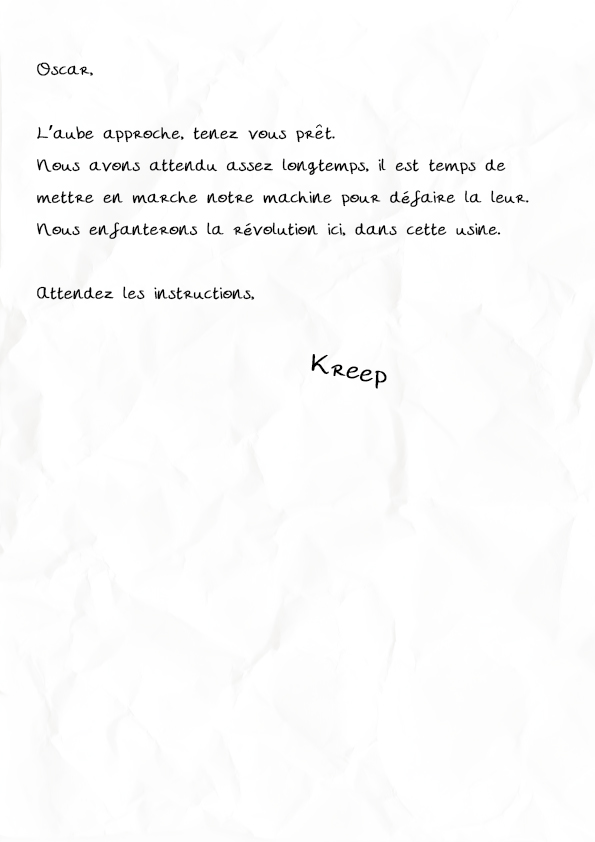 Oscar,
L'aube approche, tenez vous prêt.
Nous avons attendu assez longtemps, il est temps de
mettre en marche notre machine pour défaire la leur.
Nous enfanterons la révolution ici, dans cette usine.
Attendez les instructions,
Kreep